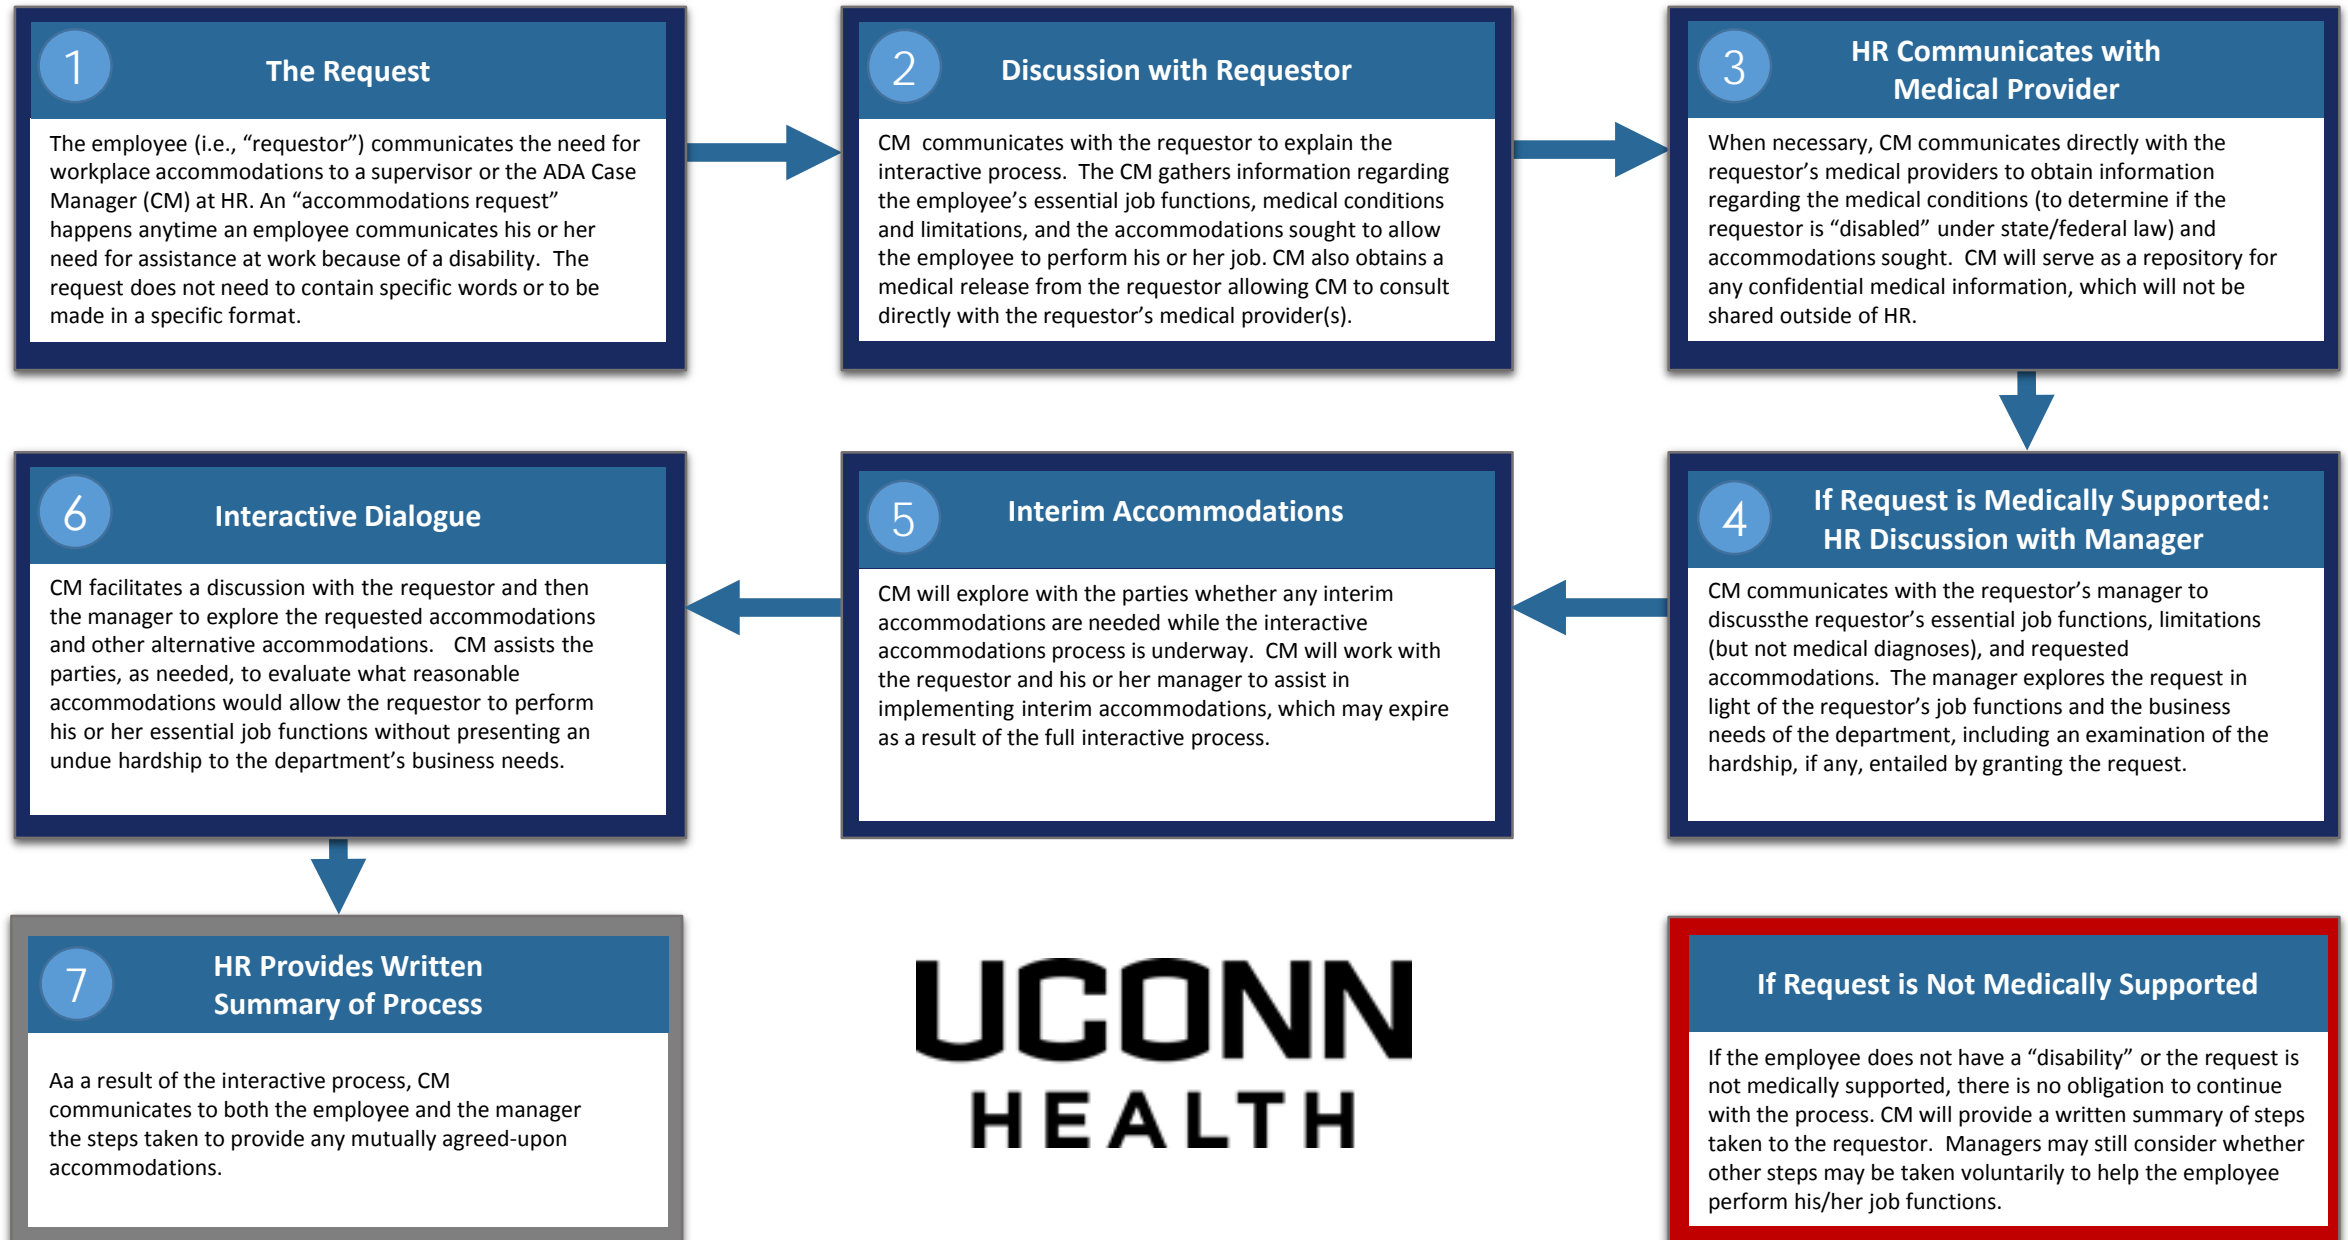 1
The Request
The employee (i.e., “requestor”) communicates the need for
workplace accommodations to a supervisor or the ADA Case
Manager (CM) at HR. An “accommodations request”
happens anytime an employee communicates his or her
need for assistance at work because of a disability.  The
request does not need to contain specific words or to be
made in a specific format.
2
Discussion with Requestor
CM  communicates with the requestor to explain the
interactive process.  The CM gathers information regarding
the employee’s essential job functions, medical conditions
and limitations, and the accommodations sought to allow
the employee to perform his or her job. CM also obtains a
medical release from the requestor allowing CM to consult
directly with the requestor’s medical provider(s).
3
HR Communicates with
Medical Provider
When necessary, CM communicates directly with the
requestor’s medical providers to obtain information
regarding the medical conditions (to determine if the
requestor is “disabled” under state/federal law) and
accommodations sought.  CM will serve as a repository for
any confidential medical information, which will not be
shared outside of HR.
4
If Request is Medically Supported:
HR Discussion with Manager
CM communicates with the requestor’s manager to
discussthe requestor’s essential job functions, limitations
(but not medical diagnoses), and requested
accommodations.  The manager explores the request in
light of the requestor’s job functions and the business
needs of the department, including an examination of the
hardship, if any, entailed by granting the request.
5
Interim Accommodations
CM will explore with the parties whether any interim
accommodations are needed while the interactive
accommodations process is underway.  CM will work with
the requestor and his or her manager to assist in
implementing interim accommodations, which may expire
as a result of the full interactive process.
6
Interactive Dialogue
CM facilitates a discussion with the requestor and then
the manager to explore the requested accommodations
and other alternative accommodations.   CM assists the
parties, as needed, to evaluate what reasonable
accommodations would allow the requestor to perform
his or her essential job functions without presenting an
undue hardship to the department’s business needs.
7
HR Provides Written
Summary of Process
Aa a result of the interactive process, CM
communicates to both the employee and the manager
the steps taken to provide any mutually agreed-upon
accommodations.
UCONN
HEALTH
If Request is Not Medically Supported
If the employee does not have a “disability” or the request is
not medically supported, there is no obligation to continue
with the process. CM will provide a written summary of steps
taken to the requestor.  Managers may still consider whether
other steps may be taken voluntarily to help the employee
perform his/her job functions.